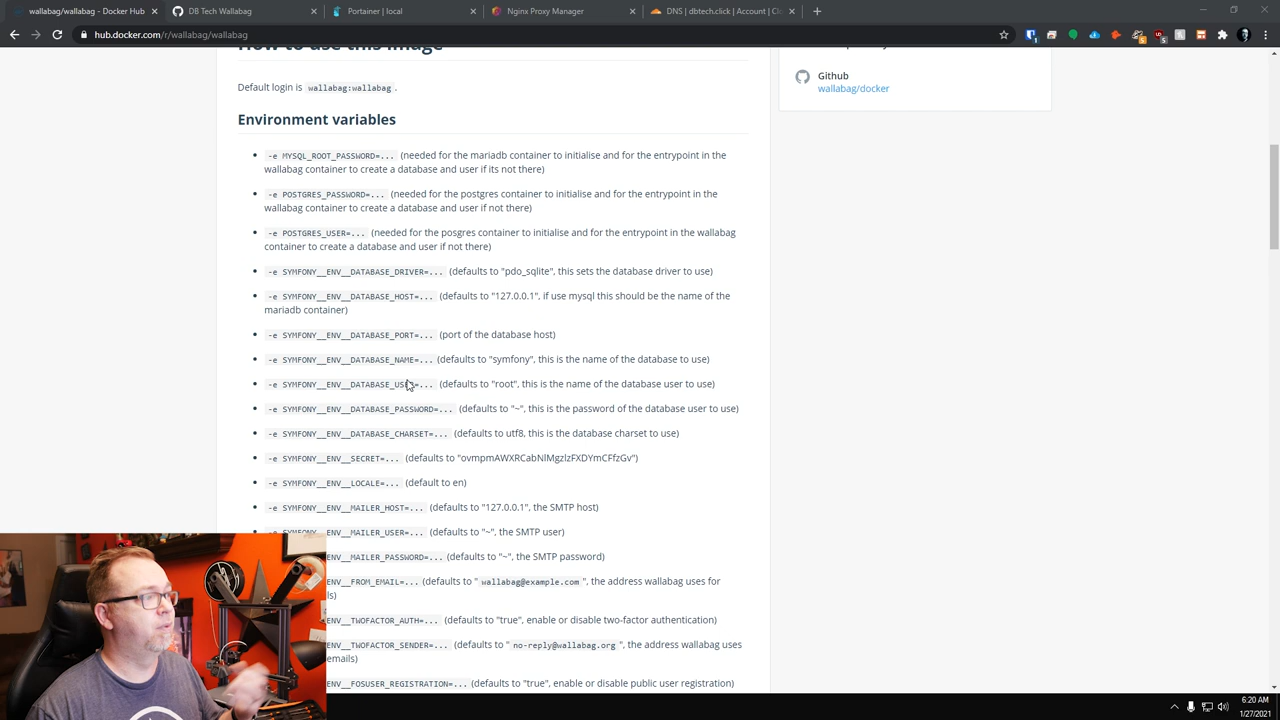 wallabag/wallabag - Docker Hub
DB Tech Wallabag
Portainer | local
Nginx Proxy Manager
DNS | dbtech.click | Account | Cl
hub.docker.com/r/wallabag/wallabag
How to use this image
Github
wallabag/docker
Default login is wallabag:wallabag .
Environment variables
-e MYSQL_ROOT_PASSWORD=... (needed for the mariadb container to initialise and for the entrypoint in the
wallabag container to create a database and user if its not there)
-e POSTGRES_PASSWORD=... (needed for the postgres container to initialise and for the entrypoint in the
wallabag container to create a database and user if not there)
-e POSTGRES_USER=... (needed for the posgres container to initialise and for the entrypoint in the wallabag
container to create a database and user if not there)
-e SYMFONY__ENV__DATABASE_DRIVER=... (defaults to "pdo_sqlite", this sets the database driver to use)
-e SYMFONY__ENV__DATABASE_HOST=... (defaults to "127.0.0.1", if use mysql this should be the name of the
mariadb container)
-e SYMFONY__ENV__DATABASE_PORT=... (port of the database host)
-e SYMFONY__ENV__DATABASE_NAME=... (defaults to "symfony", this is the name of the database to use)
-e SYMFONY__ENV__DATABASE_USER=... (defaults to "root", this is the name of the database user to use)
-e SYMFONY__ENV__DATABASE_PASSWORD=... (defaults to "~", this is the password of the database user to use)
-e SYMFONY__ENV__DATABASE_CHARSET=... (defaults to utf8, this is the database charset to use)
-e SYMFONY__ENV__SECRET=... (defaults to "ovmpmAWXRCabNlMgzlzFXDYmCFfzGv")
-e SYMFONY__ENV__LOCALE=... (default to en)
-e SYMFONY__ENV__MAILER_HOST=... (defaults to "127.0.0.1", the SMTP host)
-e SYMFONY__ENV__MAILER_USER=... (defaults to "~", the SMTP user)
ENV__MAILER_PASSWORD=... (defaults to "~", the SMTP password)
ENV__FROM_EMAIL=... (defaults to " wallabag@example.com ", the address wallabag uses for
ls)
ENV__TWOFACTOR_AUTH=... (defaults to "true", enable or disable two-factor authentication)
ENV__TWOFACTOR_SENDER=... (defaults to " no-reply@wallabag.org ", the address wallabag uses
emails)
ENV__FOSUSER_REGISTRATION=... (defaults to "true", enable or disable public user registration)
6:20 AM
1/27/2021